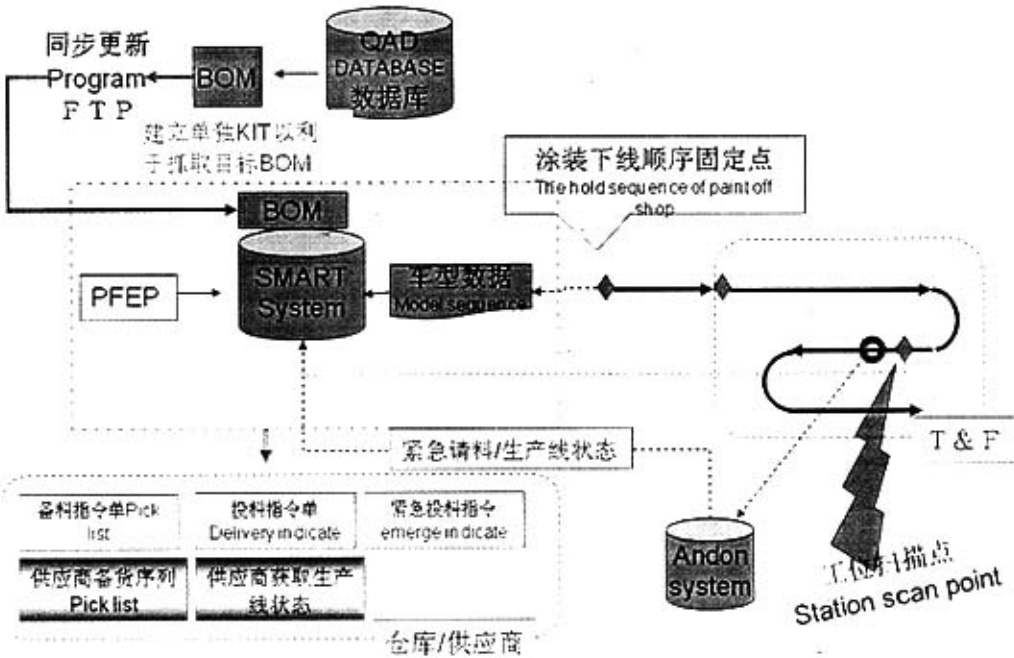 同步更新
Program
F T P
BOM
QAD
DATABASE
数据库
建立单独KIT以利
于抓取目标BOM
涂装下线顺序固定点
The hold sequence of paint off
shop
BOM
SMART
System
PFEP
车型数据
Model sequence
T & F
紧急请料/生产线状态
备料指令单Pick
list
投料指令单
Delivery indicate
紧急投料指令
emerge indicate
供应商备货序列
Pick list
供应商获取生产
线状态
仓库/供应商
Andon
system
工位扫描点
Station scan point